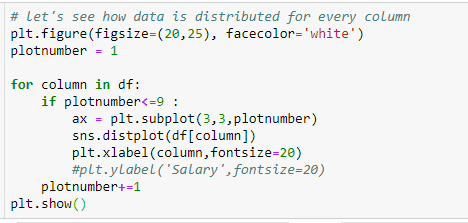 # let's see how data is distributed for every column
plt.figure(figsize=(20,25), facecolor='white')
plotnumber = 1

for column in df:
    if plotnumber<=9 :
        ax = plt.subplot(3,3,plotnumber)
        sns.distplot(df[column])
        plt.xlabel(column,fontsize=20)
        #plt.ylabel('Salary',fontsize=20)
    plotnumber+=1
plt.show()